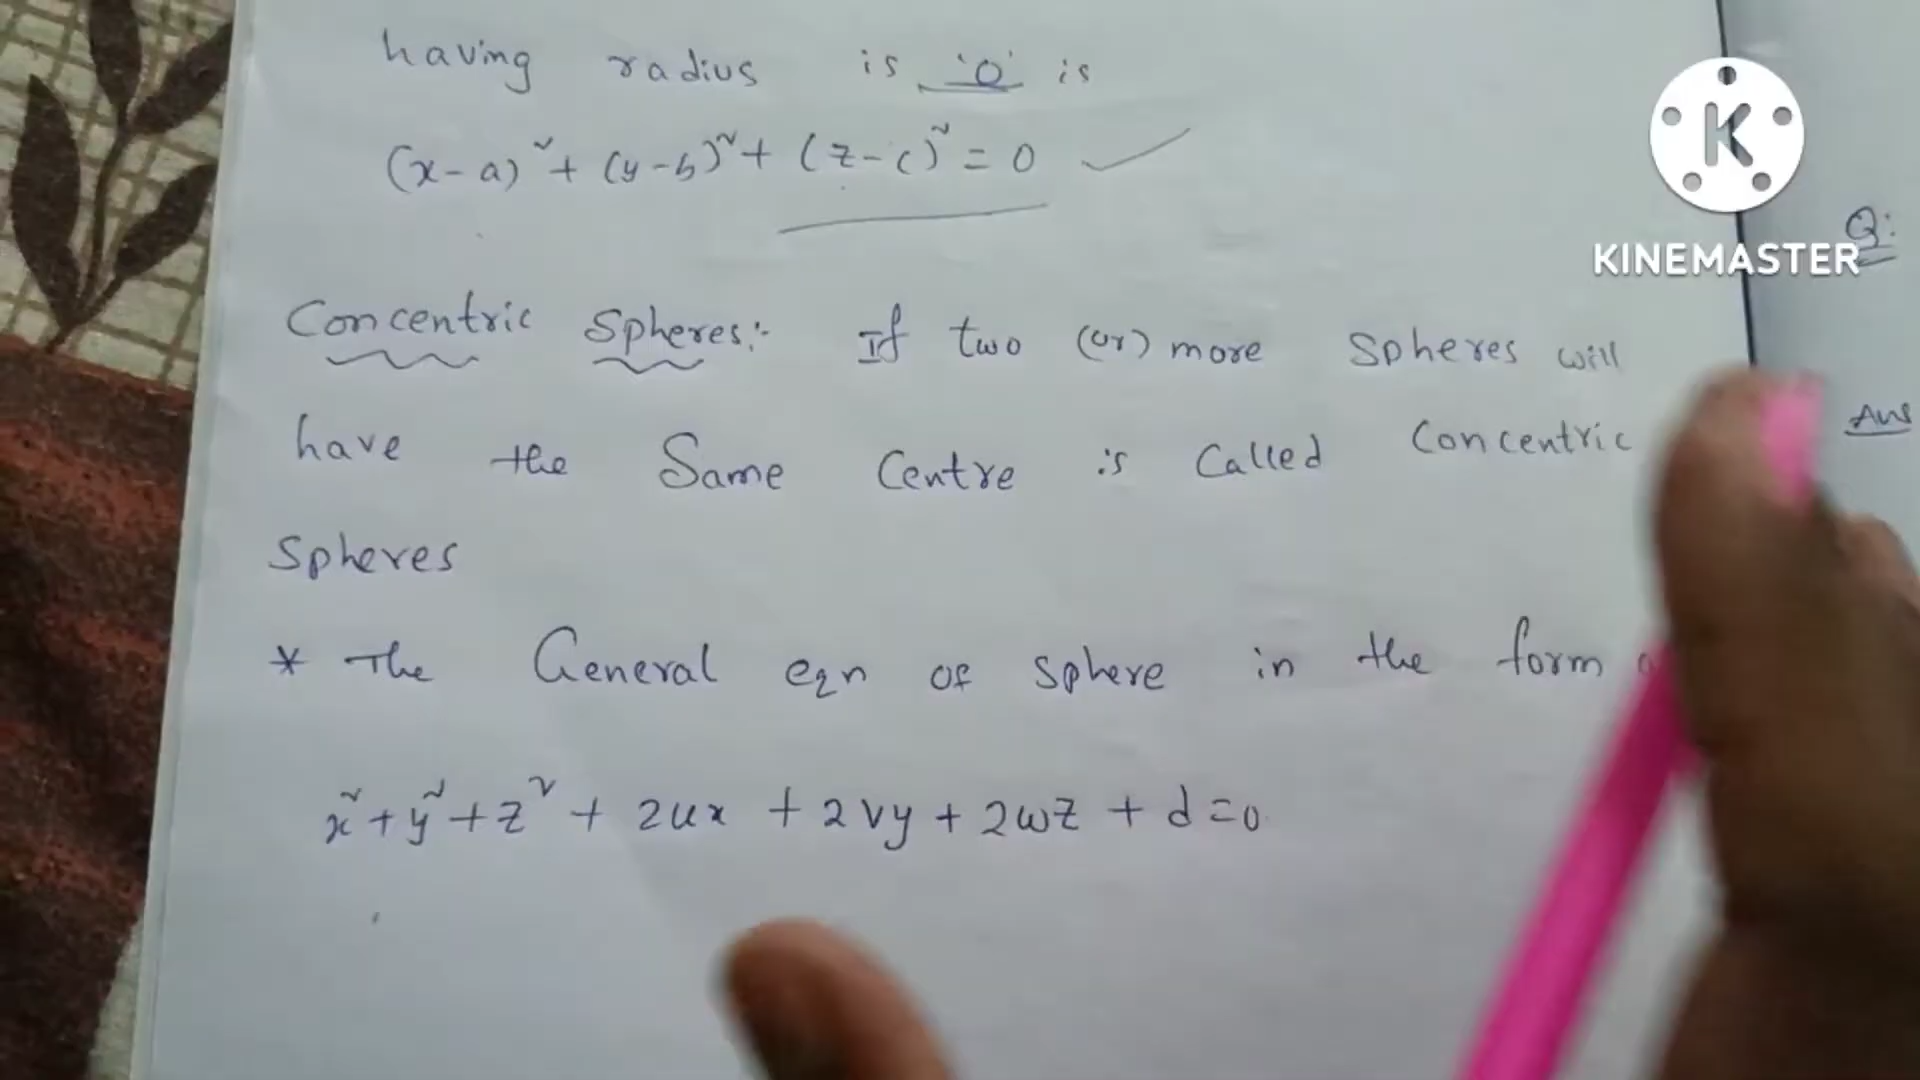 having radius is '0' is
(x-a)² + (y-b)² + (z-c)² = 0
K
KINEMASTER
Q:
Concentric Spheres:- If two (or) more Spheres will
have the Same Centre is Called Concentric
Ans
Spheres
* The General eqn of sphere in the form
x² + y² + z² + 2ux + 2vy + 2wz + d = 0